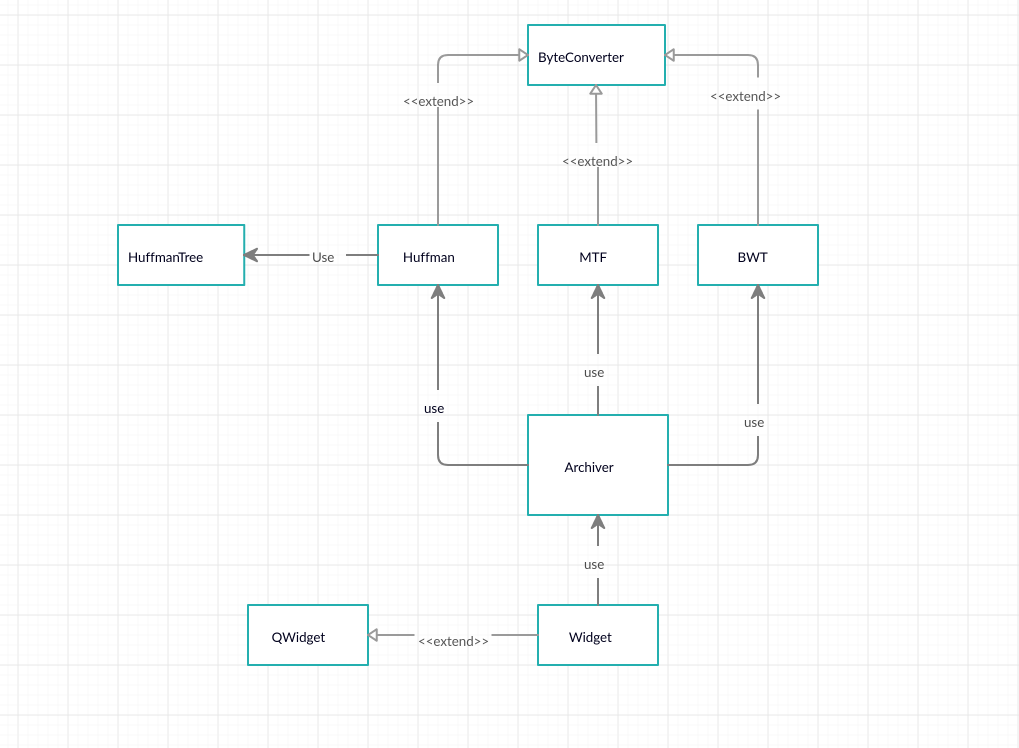 ByteConverter
<<extend>>
<<extend>>
<<extend>>
HuffmanTree
Use
Huffman
MTF
BWT
use
use
use
Archiver
use
QWidget
<<extend>>
Widget